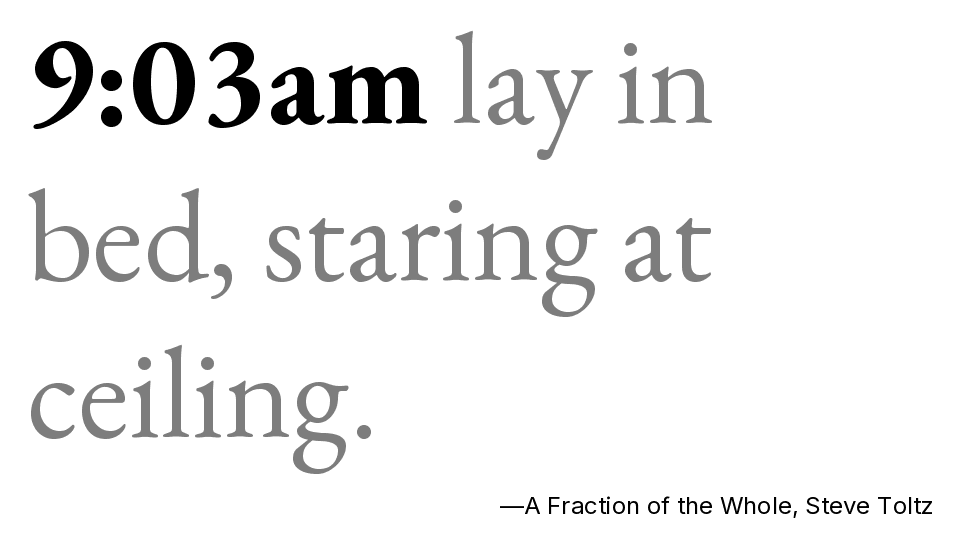 9:03am lay in
bed, staring at
ceiling.
—A Fraction of the Whole, Steve Toltz